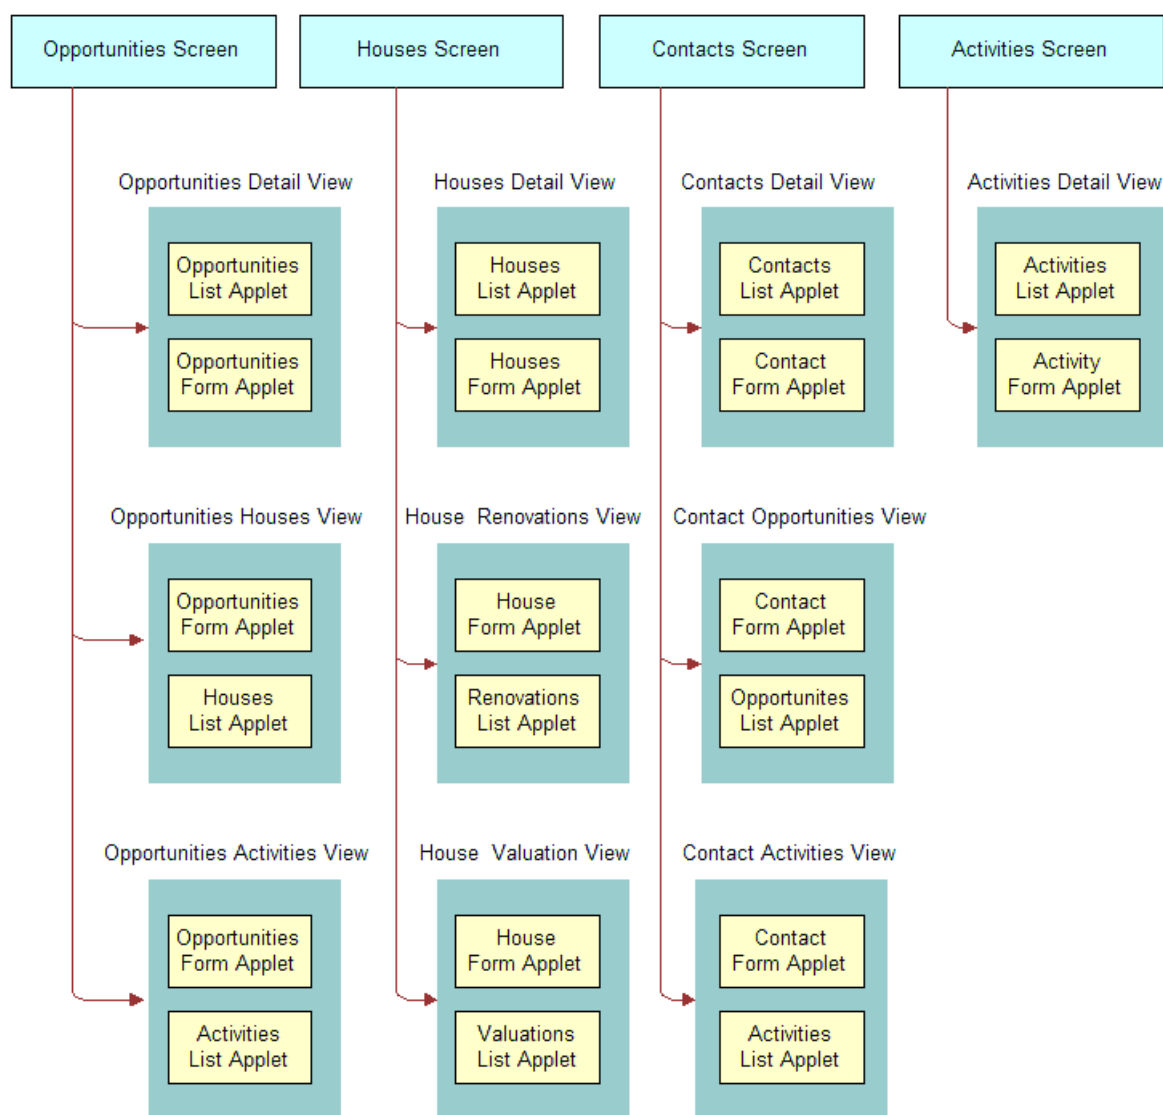 Opportunities Screen
Houses Screen
Contacts Screen
Activities Screen
Opportunities Detail View
Houses Detail View
Contacts Detail View
Activities Detail View
Opportunities
List Applet
Houses
List Applet
Contacts
List Applet
Activities
List Applet
Opportunities
Form Applet
Houses
Form Applet
Contact
Form Applet
Activity
Form Applet
Opportunities Houses View
House Renovations View
Contact Opportunities View
Opportunities
Form Applet
House
Form Applet
Contact
Form Applet
Houses
List Applet
Renovations
List Applet
Opportunites
List Applet
Opportunities Activities View
House Valuation View
Contact Activities View
Opportunities
Form Applet
House
Form Applet
Contact
Form Applet
Activities
List Applet
Valuations
List Applet
Activities
List Applet